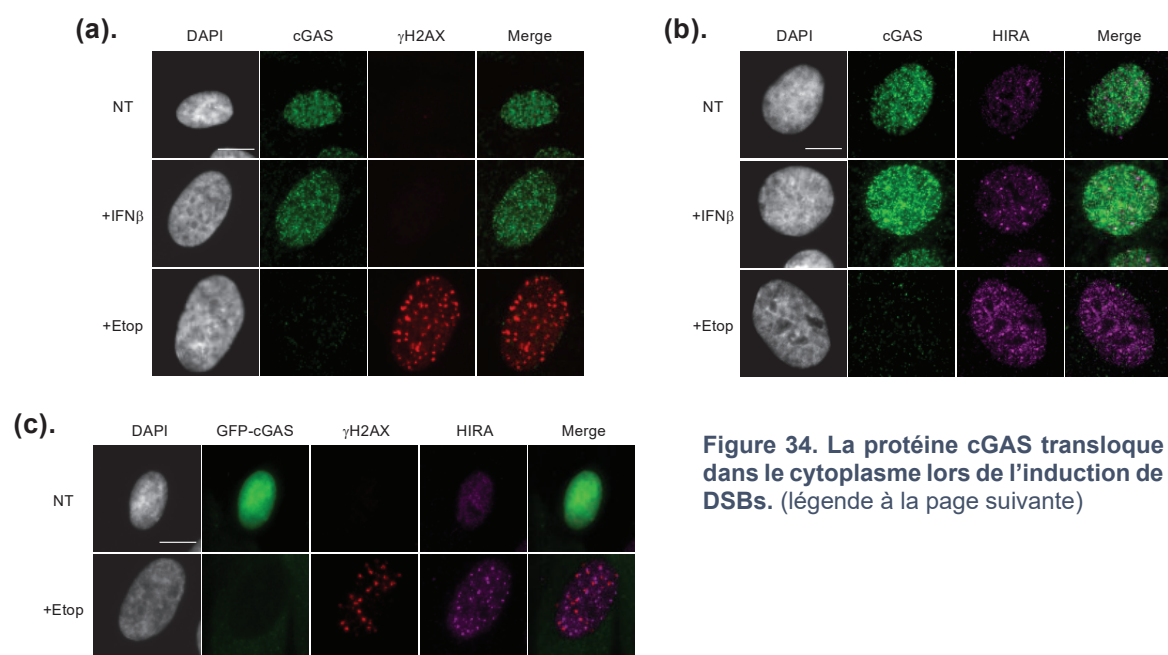 (a).
DAPI cGAS γH2AX Merge
NT
+IFNβ
+Etop
(b).
DAPI cGAS HIRA Merge
NT
+IFNβ
+Etop
(c).
DAPI GFP-cGAS γH2AX HIRA Merge
NT
+Etop
Figure 34. La protéine cGAS transloque
dans le cytoplasme lors de l’induction de
DSBs. (légende à la page suivante)